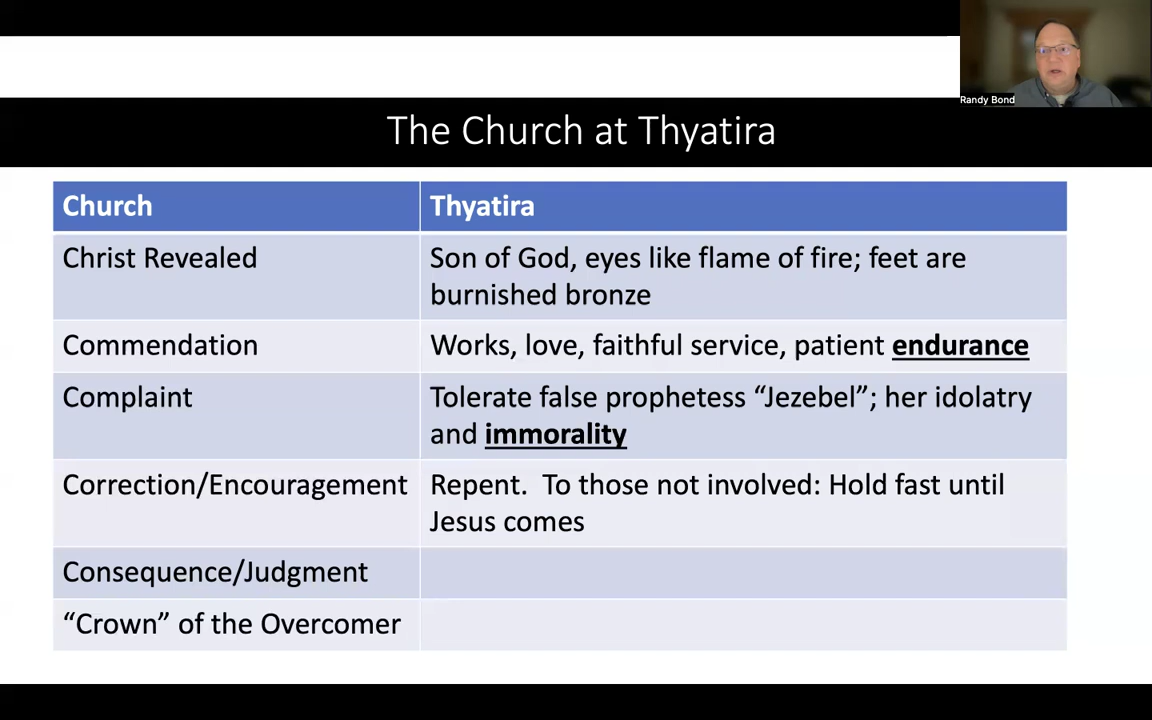 Randy Bond
The Church at Thyatira
Church
Thyatira
Christ Revealed
Son of God, eyes like flame of fire; feet are
burnished bronze
Commendation
Works, love, faithful service, patient endurance
Complaint
Tolerate false prophetess “Jezebel”; her idolatry
and immorality
Correction/Encouragement
Repent.  To those not involved: Hold fast until
Jesus comes
Consequence/Judgment
“Crown” of the Overcomer